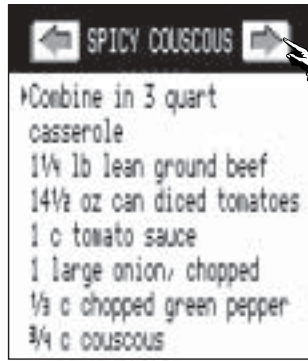 SPICY COUSCOUS
Combine in 3 quart
casserole
1¼ lb lean ground beef
14½ oz can diced tomatoes
1 c tomato sauce
1 large onion, chopped
⅓ c chopped green pepper
¾ c couscous